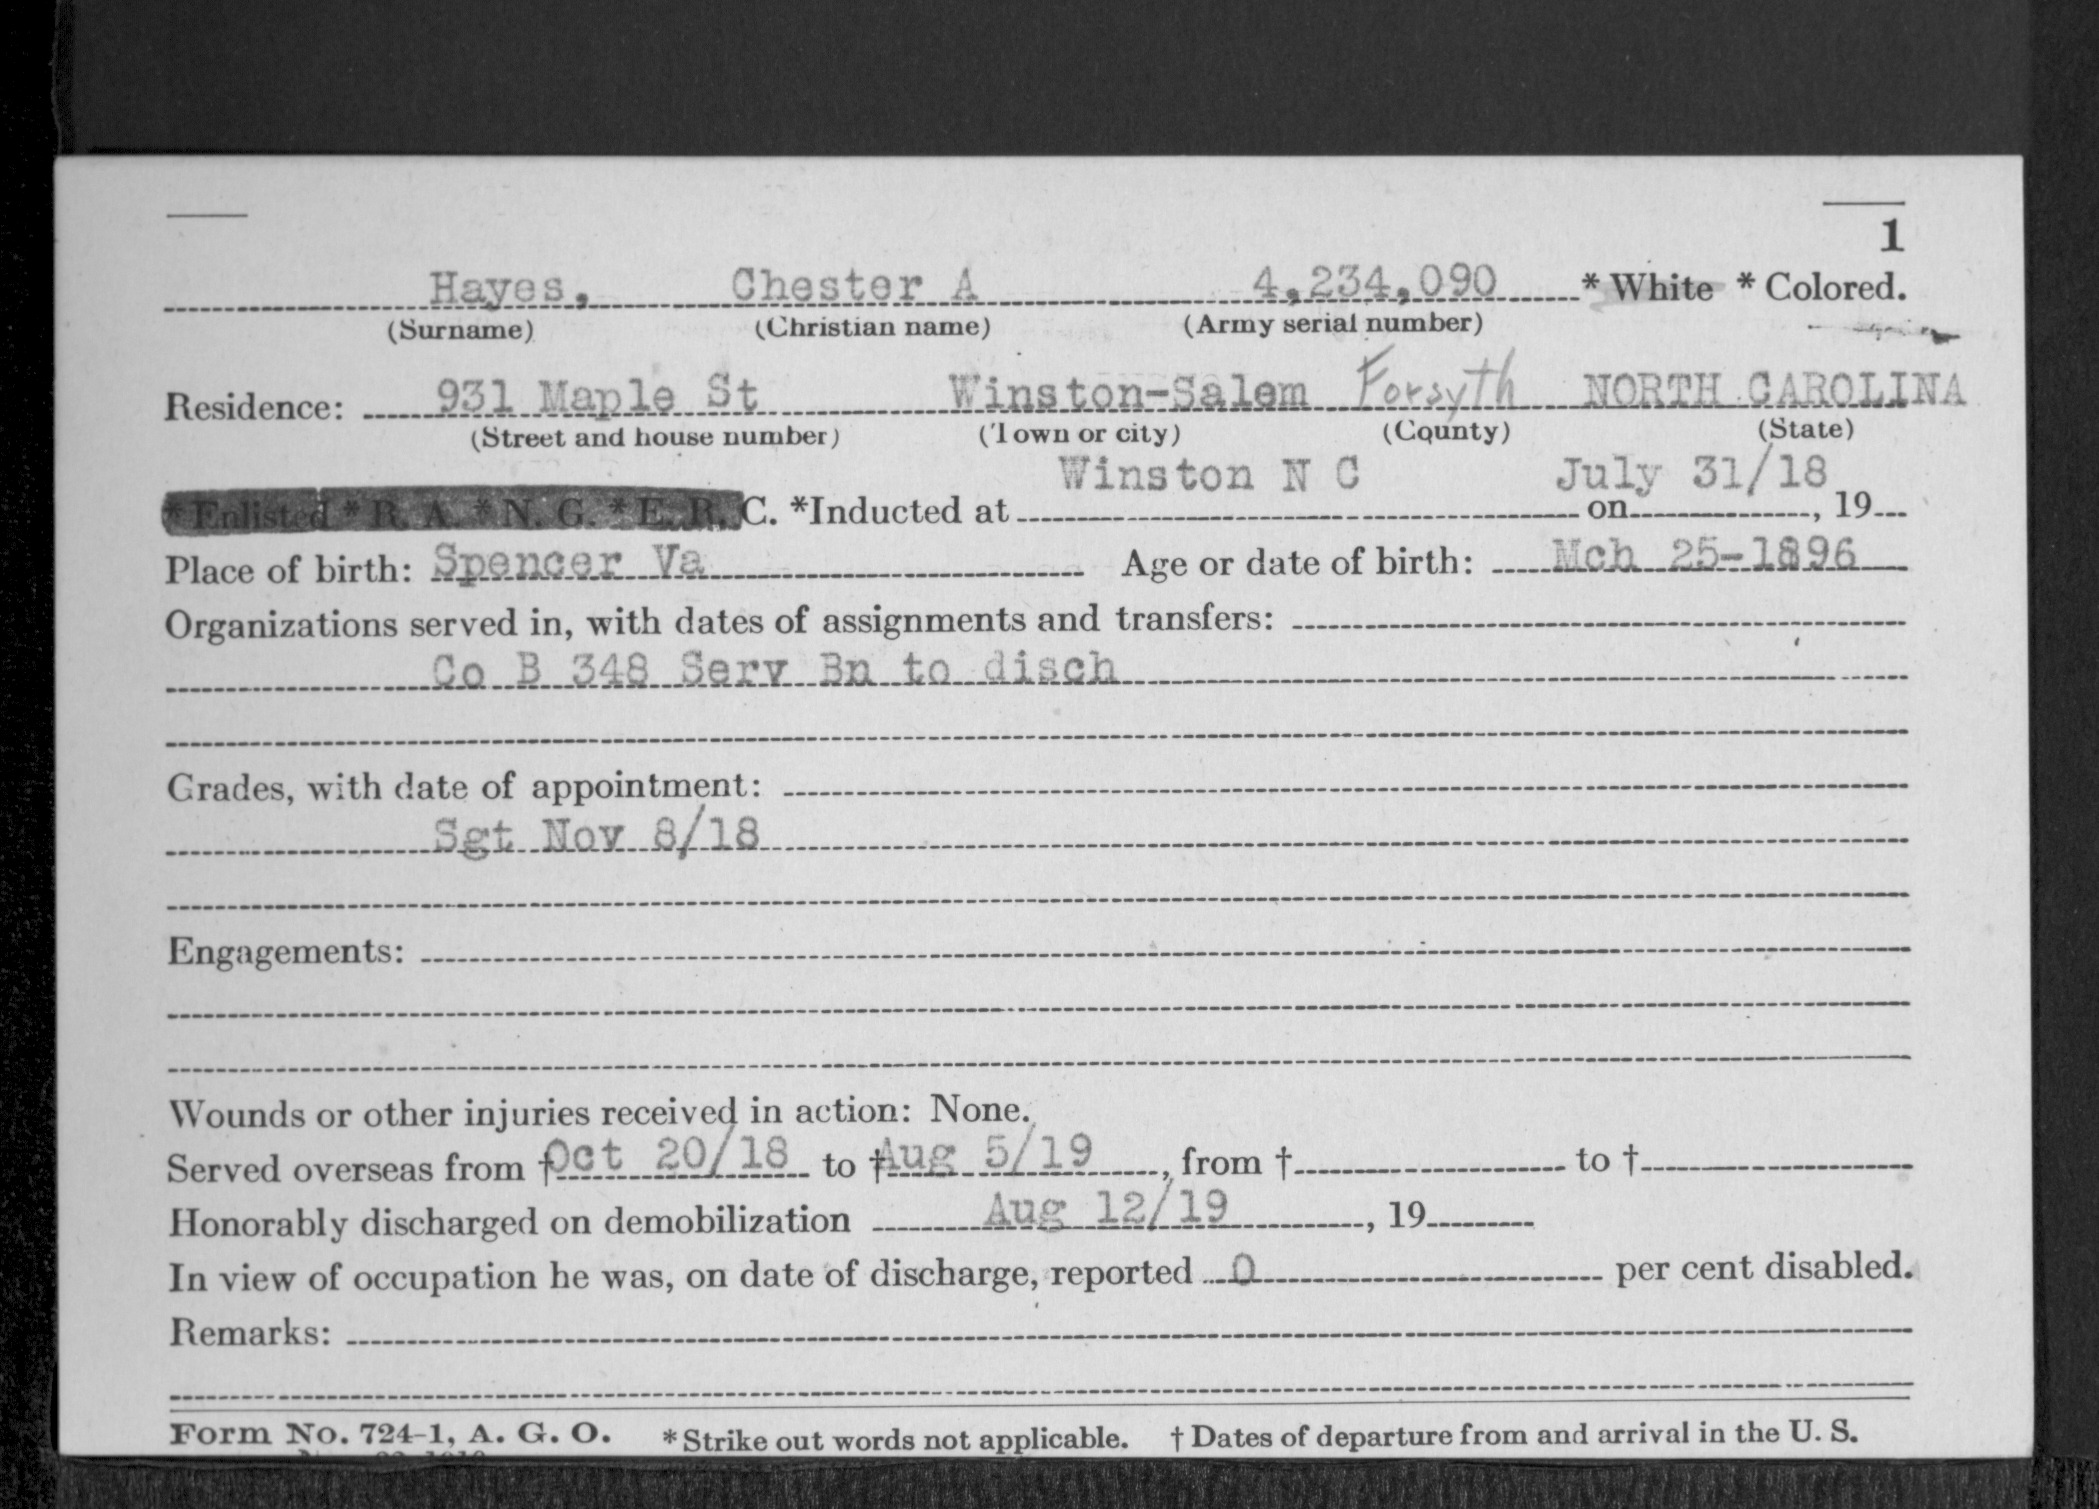 1
Hayes, Chester A 4,234,090 * White * Colored.
(Surname) (Christian name) (Army serial number)
Residence: 931 Maple St Winston-Salem Forsyth NORTH CAROLINA
(Street and house number) (Town or city) (County) (State)
Winston N C July 31/18
*Enlisted * R. A. * N. G. * E. R. C. *Inducted at on , 19
Place of birth: Spencer Va Age or date of birth: Mch 25-1896
Organizations served in, with dates of assignments and transfers:
Co B 348 Serv Bn to disch
Grades, with date of appointment:
Sgt Nov 8/18
Engagements:
Wounds or other injuries received in action: None.
Served overseas from † Oct 20/18 to † Aug 5/19, from † to †
Honorably discharged on demobilization Aug 12/19, 19
In view of occupation he was, on date of discharge, reported 0 per cent disabled.
Remarks:
Form No. 724-1, A. G. O. * Strike out words not applicable. † Dates of departure from and arrival in the U. S.